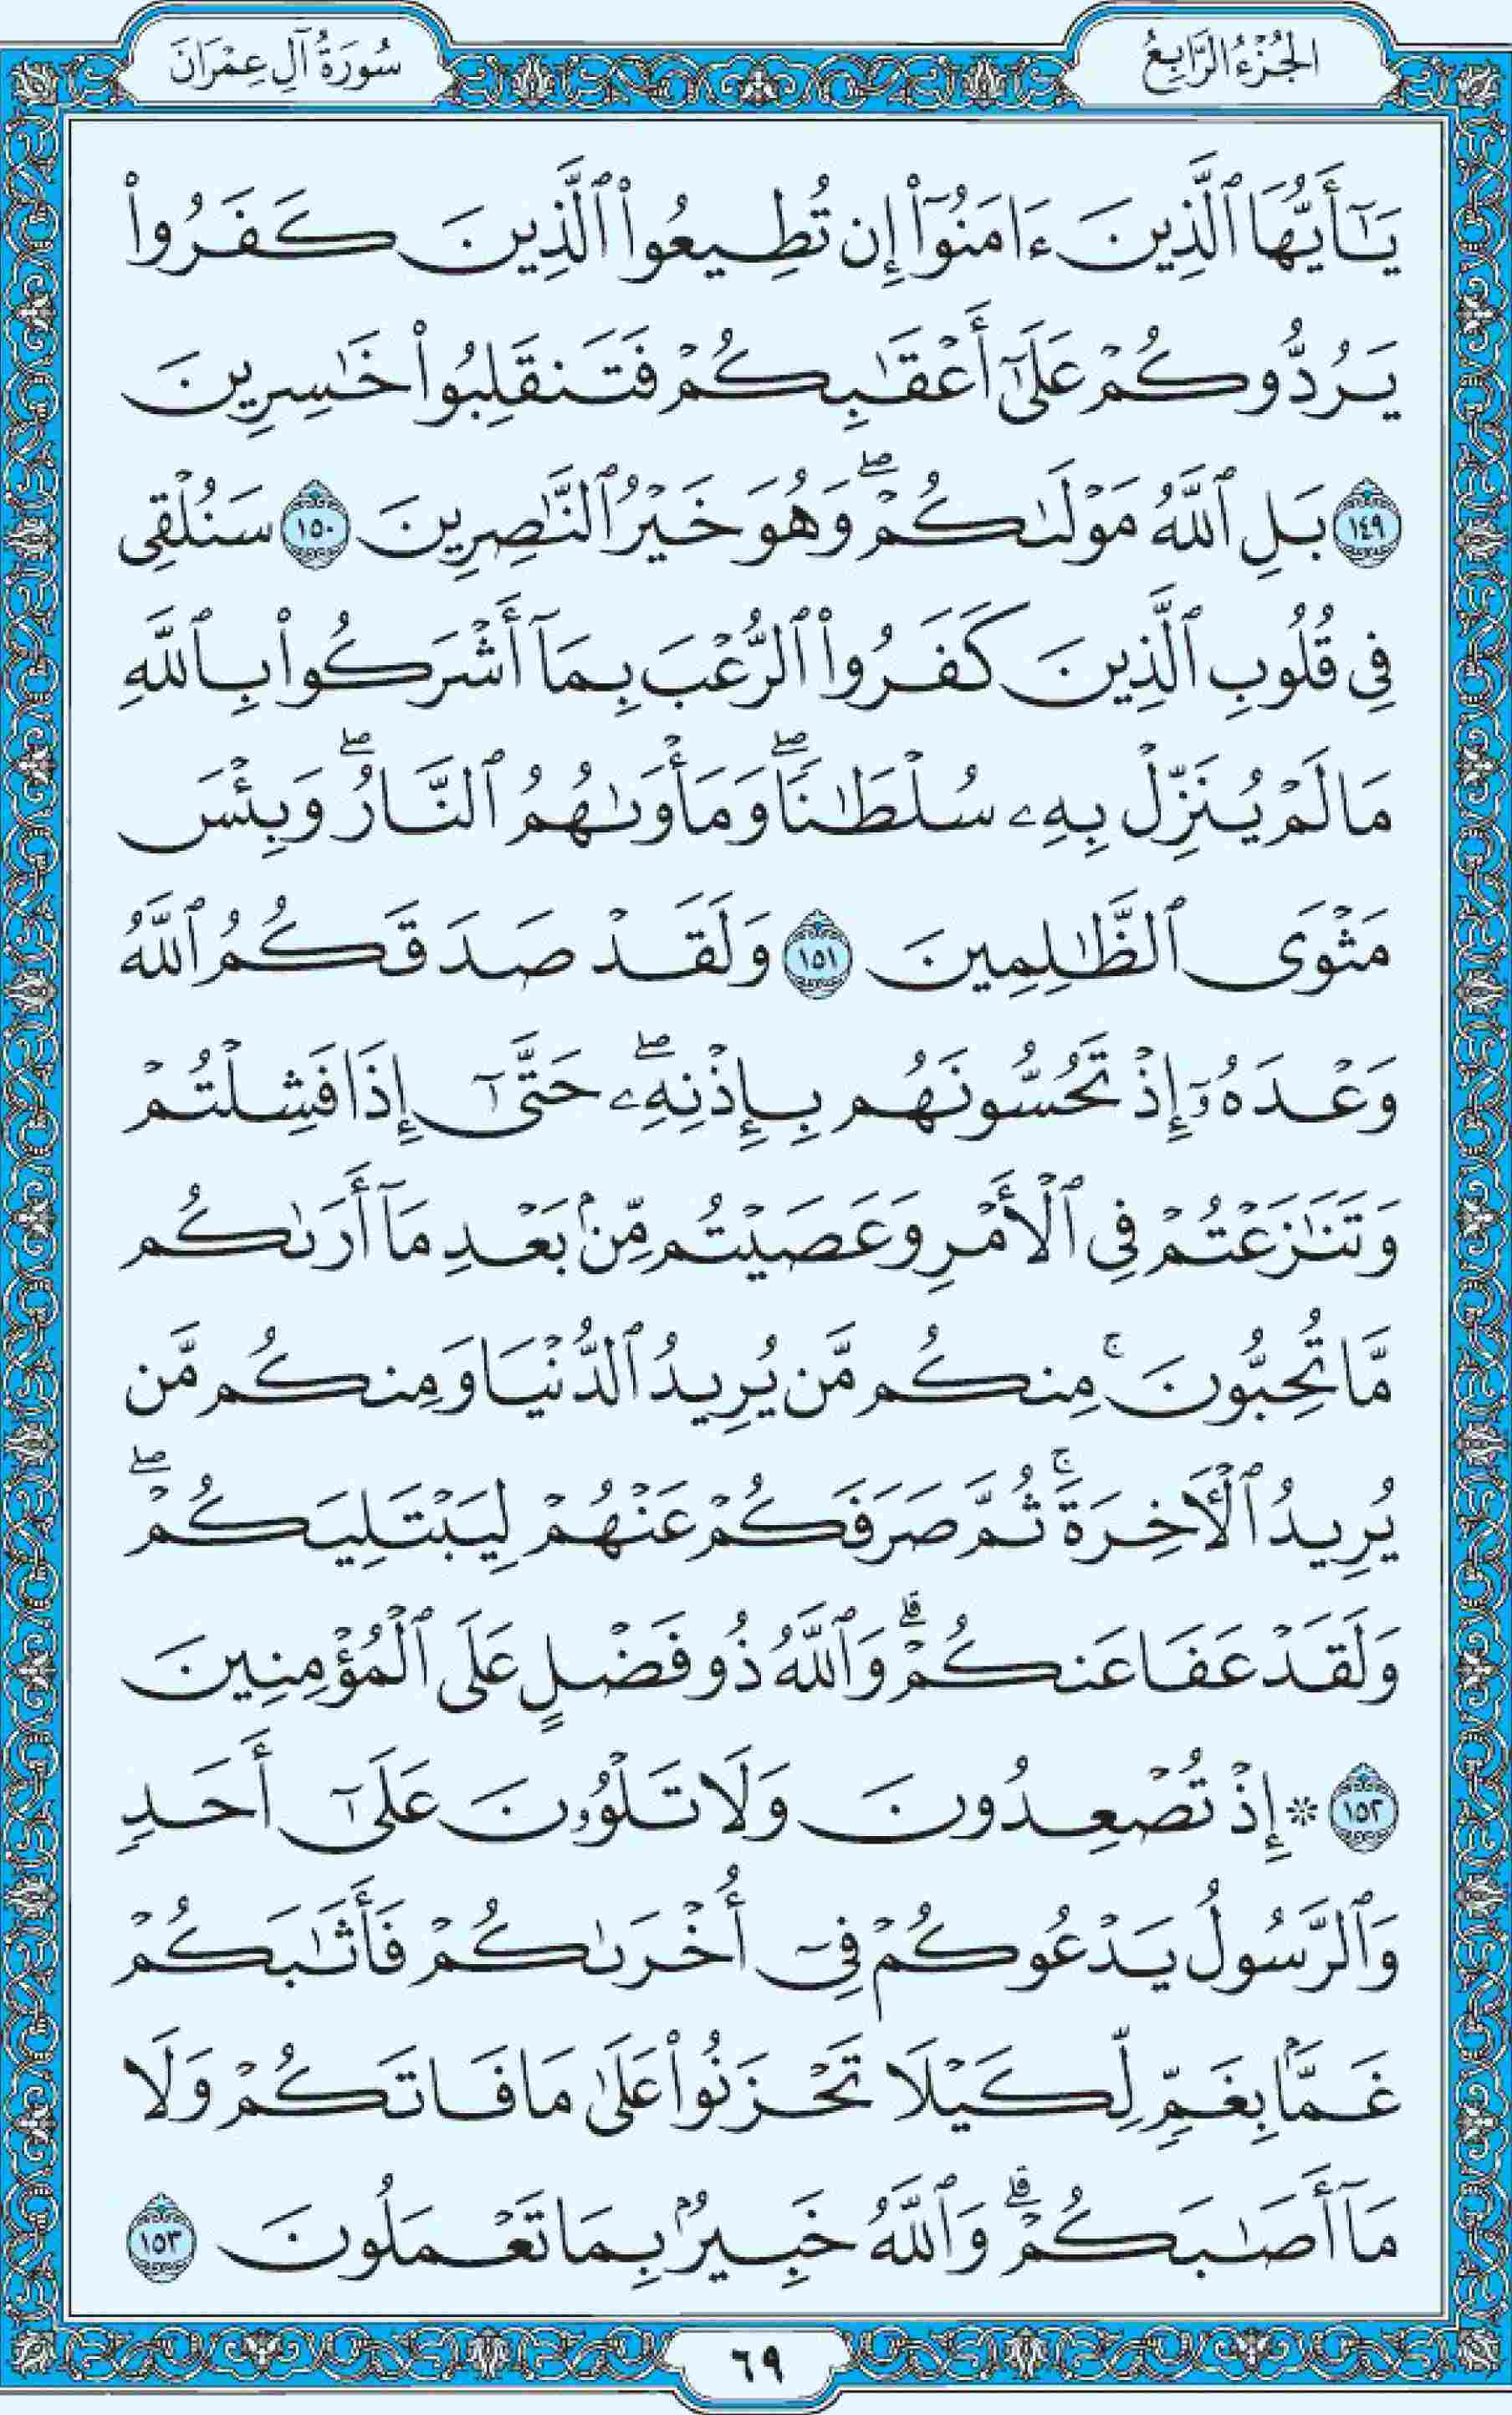 الجُزْءُ الرَّابِعُ
سُورَةُ آلِ عِمْرَانَ
يَٰٓأَيُّهَا ٱلَّذِينَ ءَامَنُوٓا۟ إِن تُطِيعُوا۟ ٱلَّذِينَ كَفَرُوا۟
يَرُدُّوكُمْ عَلَىٰٓ أَعْقَٰبِكُمْ فَتَنقَلِبُوا۟ خَٰسِرِينَ
١٤٩ بَلِ ٱللَّهُ مَوْلَىٰكُمْ ۖ وَهُوَ خَيْرُ ٱلنَّٰصِرِينَ ١٥٠ سَنُلْقِى
فِى قُلُوبِ ٱلَّذِينَ كَفَرُوا۟ ٱلرُّعْبَ بِمَآ أَشْرَكُوا۟ بِٱللَّهِ
مَا لَمْ يُنَزِّلْ بِهِۦ سُلْطَٰنًا ۖ وَمَأْوَىٰهُمُ ٱلنَّارُ ۖ وَبِئْسَ
مَثْوَى ٱلظَّٰلِمِينَ ١٥١ وَلَقَدْ صَدَقَكُمُ ٱللَّهُ
وَعْدَهُۥٓ إِذْ تَحُسُّونَهُم بِإِذْنِهِۦ ۖ حَتَّىٰٓ إِذَا فَشِلْتُمْ
وَتَنَٰزَعْتُمْ فِى ٱلْأَمْرِ وَعَصَيْتُم مِّنۢ بَعْدِ مَآ أَرَىٰكُم
مَّا تُحِبُّونَ ۚ مِنكُم مَّن يُرِيدُ ٱلدُّنْيَا وَمِنكُم مَّن
يُرِيدُ ٱلْءَاخِرَةَ ۚ ثُمَّ صَرَفَكُمْ عَنْهُمْ لِيَبْتَلِيَكُمْ ۖ
وَلَقَدْ عَفَا عَنكُمْ ۗ وَٱللَّهُ ذُو فَضْلٍ عَلَى ٱلْمُؤْمِنِينَ
١٥٢ ۞ إِذْ تُصْعِدُونَ وَلَا تَلْوُۥنَ عَلَىٰٓ أَحَدٍ
وَٱلرَّسُولُ يَدْعُوكُمْ فِىٓ أُخْرَىٰكُمْ فَأَثَٰبَكُمْ
غَمًّۢا بِغَمٍّ لِّكَيْلَا تَحْزَنُوا۟ عَلَىٰ مَا فَاتَكُمْ وَلَا
مَآ أَصَٰبَكُمْ ۗ وَٱللَّهُ خَبِيرٌۢ بِمَا تَعْمَلُونَ ١٥٣
٦٩